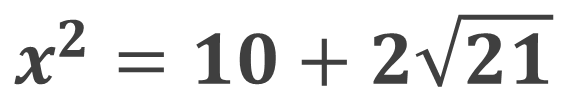 x² = 10 + 2√21